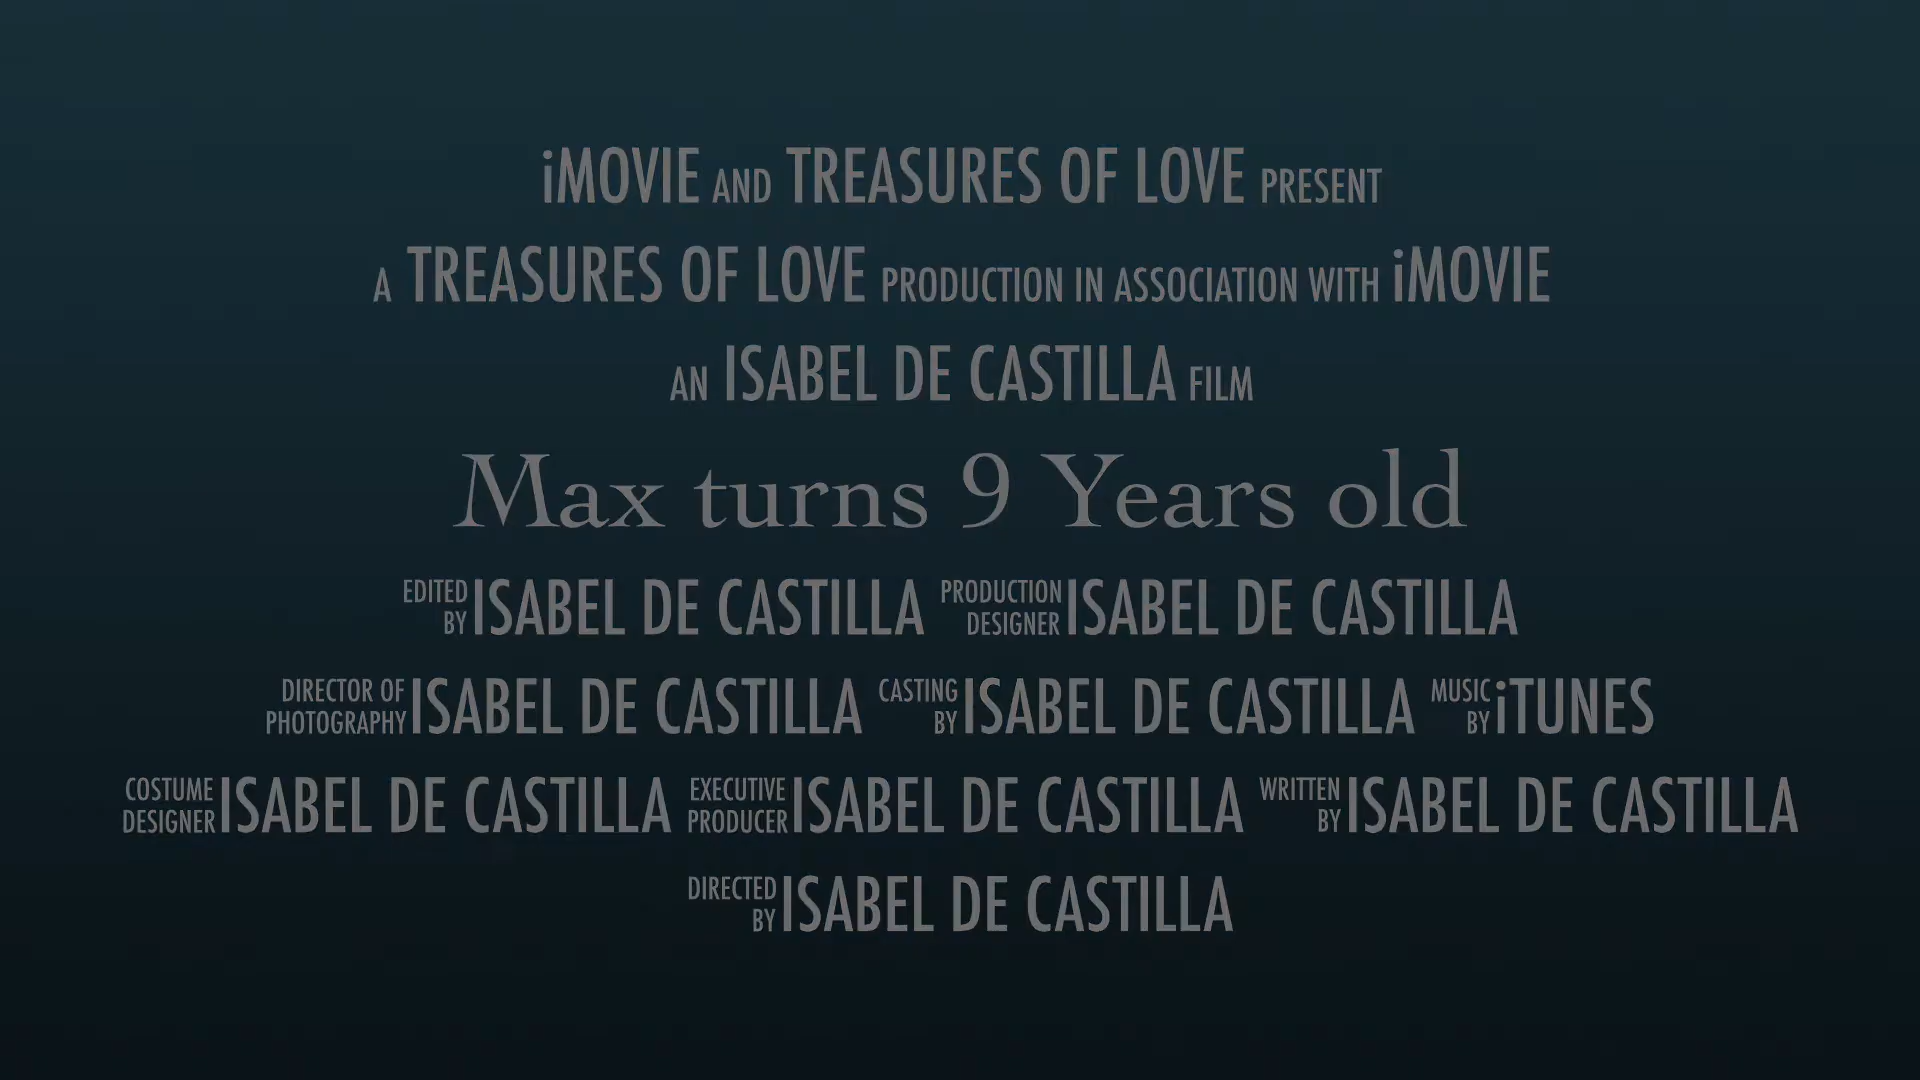 iMOVIE AND TREASURES OF LOVE PRESENT
A TREASURES OF LOVE PRODUCTION IN ASSOCIATION WITH iMOVIE
AN ISABEL DE CASTILLA FILM
Max turns 9 Years old
EDITED BY ISABEL DE CASTILLA PRODUCTION DESIGNER ISABEL DE CASTILLA
DIRECTOR OF PHOTOGRAPHY ISABEL DE CASTILLA CASTING BY ISABEL DE CASTILLA MUSIC BY iTUNES
COSTUME DESIGNER ISABEL DE CASTILLA EXECUTIVE PRODUCER ISABEL DE CASTILLA WRITTEN BY ISABEL DE CASTILLA
DIRECTED BY ISABEL DE CASTILLA